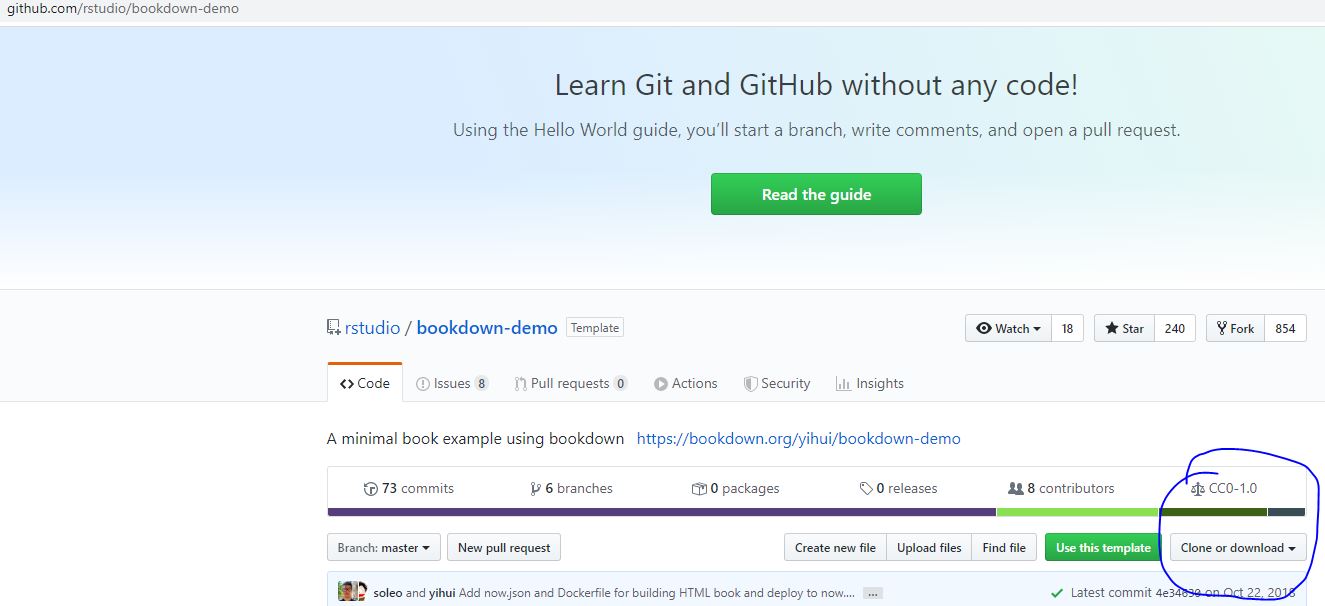 github.com/rstudio/bookdown-demo
Learn Git and GitHub without any code!
Using the Hello World guide, you’ll start a branch, write comments, and open a pull request.
Read the guide
rstudio / bookdown-demo Template
Watch 18 Star 240 Fork 854
Code Issues 8 Pull requests 0 Actions Security Insights
A minimal book example using bookdown https://bookdown.org/yihui/bookdown-demo
73 commits 6 branches 0 packages 0 releases 8 contributors CC0-1.0
Branch: master New pull request Create new file Upload files Find file Use this template Clone or download
soleo and yihui Add now.json and Dockerfile for building HTML book and deploy to now.... ... Latest commit on Oct 22, 2018